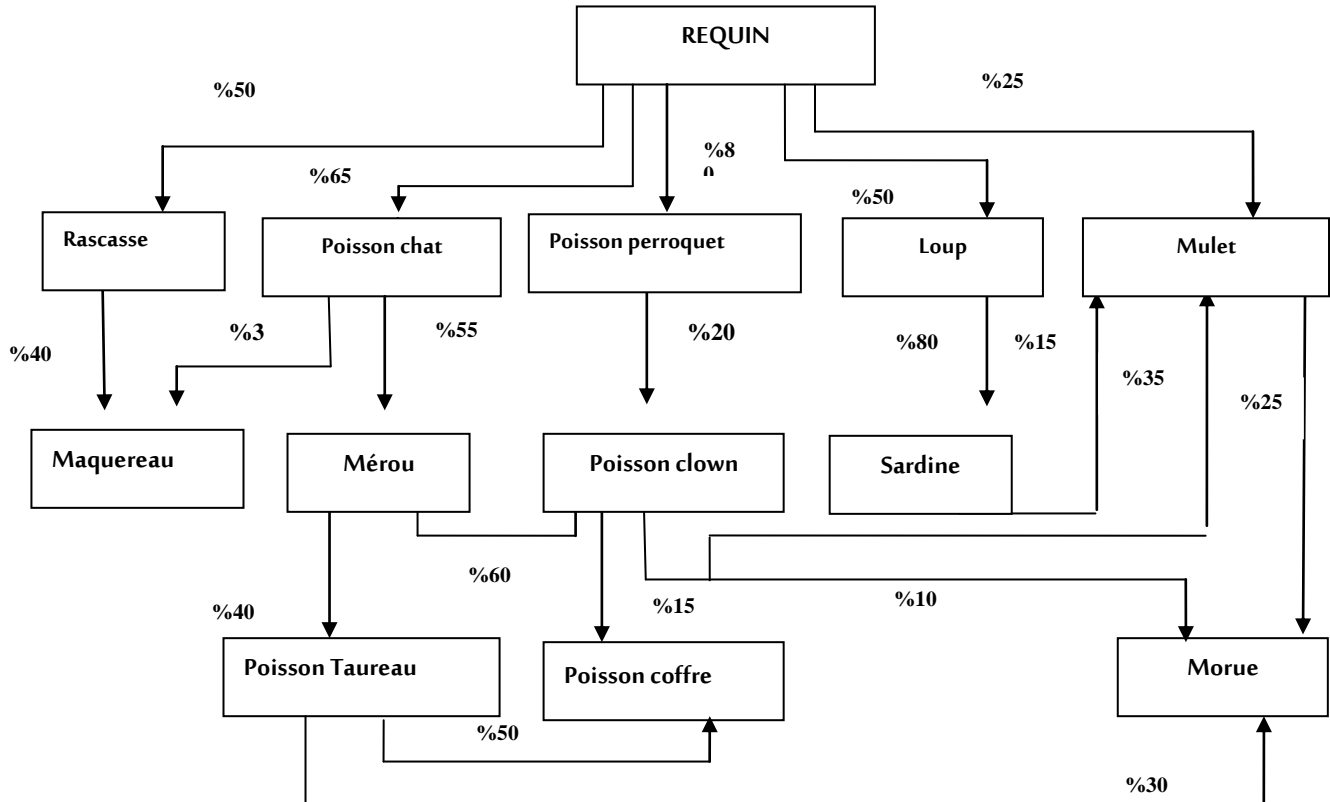 REQUIN
%50
%25
%65
%8
0
%50
Rascasse
Poisson chat
Poisson perroquet
Loup
Mulet
%40
%3
%55
%20
%80
%15
%35
%25
Maquereau
Mérou
Poisson clown
Sardine
%60
%40
%15
%10
Poisson Taureau
Poisson coffre
Morue
%50
%30